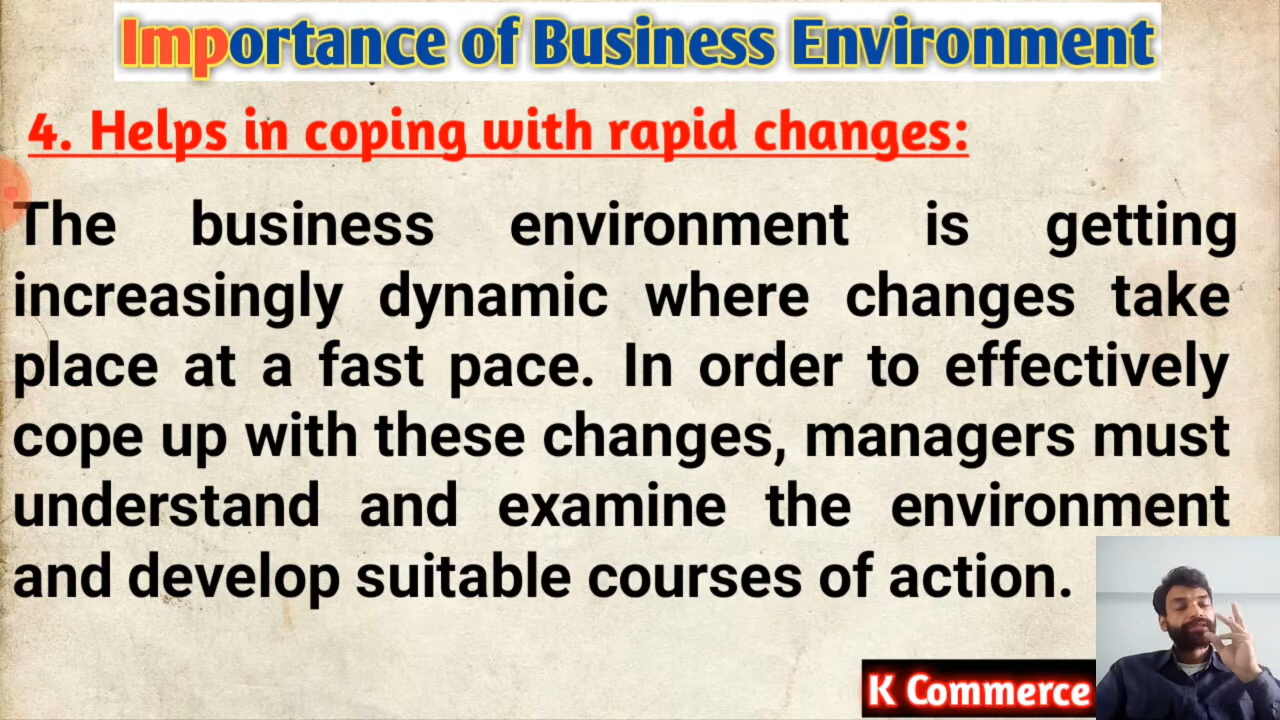 Importance of Business Environment
4. Helps in coping with rapid changes:
The business environment is getting
increasingly dynamic where changes take
place at a fast pace. In order to effectively
cope up with these changes, managers must
understand and examine the environment
and develop suitable courses of action.
K Commerce